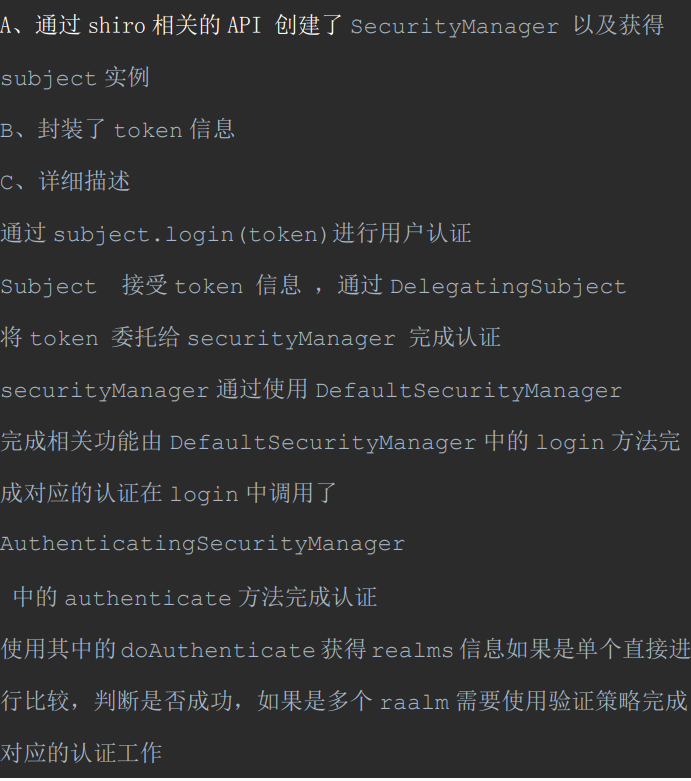 A、通过 shiro 相关的 API 创建了 SecurityManager 以及获得
subject 实例
B、封装了 token 信息
C、详细描述
通过 subject.login(token)进行用户认证
Subject 接受 token 信息 ，通过 DelegatingSubject
将 token 委托给 securityManager 完成认证
securityManager 通过使用 DefaultSecurityManager
完成相关功能由 DefaultSecurityManager 中的 login 方法完
成对应的认证在 login 中调用了
AuthenticatingSecurityManager
中的 authenticate 方法完成认证
使用其中的 doAuthenticate 获得 realms 信息如果是单个直接进
行比较，判断是否成功，如果是多个 raalm 需要使用验证策略完成
对应的认证工作